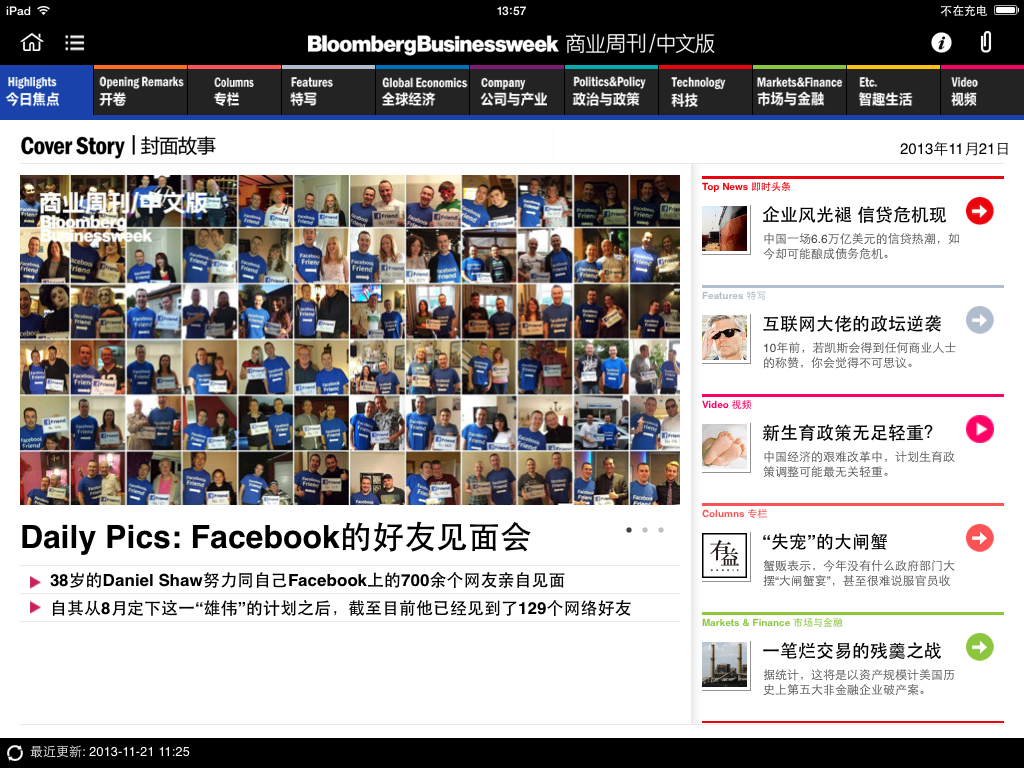 iPad
13:57
不在充电
BloombergBusinessweek 商业周刊/中文版
Highlights
今日焦点
Opening Remarks
开卷
Columns
专栏
Features
特写
Global Economics
全球经济
Company
公司与产业
Politics&Policy
政治与政策
Technology
科技
Markets&Finance
市场与金融
Etc.
智趣生活
Video
视频
Cover Story | 封面故事
2013年11月21日
商业周刊/中文版
Bloomberg
Businessweek
Daily Pics: Facebook的好友见面会
38岁的Daniel Shaw努力同自己Facebook上的700余个网友亲自见面
自其从8月定下这一“雄伟”的计划之后，截至目前他已经见到了129个网络好友
Top News 即时头条
企业风光褪 信贷危机现
中国一场6.6万亿美元的信贷热潮，如
今却可能酿成债务危机。
Features 特写
互联网大佬的政坛逆袭
10年前，若凯斯会得到任何商业人士
的称赞，你会觉得不可思议。
Video 视频
新生育政策无足轻重?
中国经济的艰难改革中，计划生育政
策调整可能最无关轻重。
Columns 专栏
有益
“失宠”的大闸蟹
蟹贩表示，今年没有什么政府部门大
摆“大闸蟹宴”，甚至很难说服官员收
Markets & Finance 市场与金融
一笔烂交易的残羹之战
据统计，这将是以资产规模计美国历
史上第五大非金融企业破产案。
最近更新: 2013-11-21 11:25